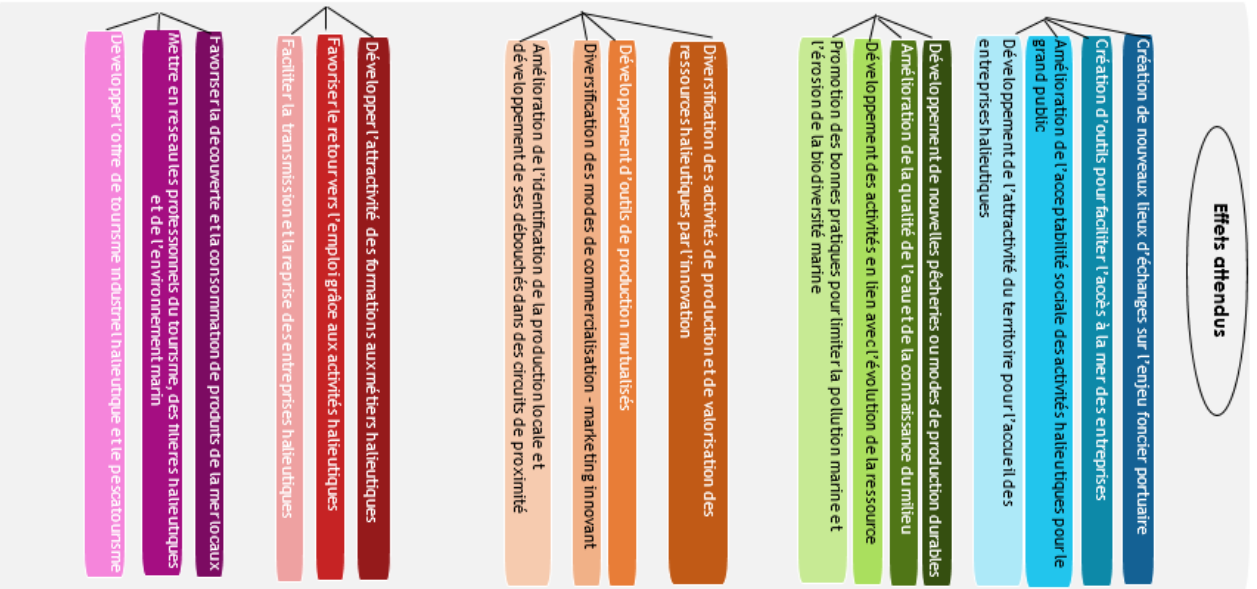 Effets attendus
Création de nouveaux lieux d'échanges sur l'enjeu foncier portuaire
Création d'outils pour faciliter l'accès à la mer des entreprises
Amélioration de l'acceptabilité sociale des activités halieutiques pour le
grand public
Développement de l'attractivité du territoire pour l'accueil des
entreprises halieutiques
Développement de nouvelles pêcheries ou modes de production durables
Amélioration de la qualité de l'eau et de la connaissance du milieu
Développement des activités en lien avec l'évolution de la ressource
Promotion des bonnes pratiques pour limiter la pollution marine et
l'érosion de la biodiversité marine
Diversification des activités de production et de valorisation des
ressources halieutiques par l'innovation
Développement d'outils de production mutualisés
Diversification des modes de commercialisation - marketing innovant
Amélioration de l'identification de la production locale et
développement de ses débouchés dans des circuits de proximité
Développer l'attractivité des formations aux métiers halieutiques
Favoriser le retour vers l'emploi grâce aux activités halieutiques
Faciliter la transmission et la reprise des entreprises halieutiques
Favoriser la découverte et la consommation de produits de la mer locaux
Mettre en réseau les professionnels du tourisme, des filières halieutiques
et de l'environnement marin
Développer l'offre de tourisme industriel halieutique et le pescatourisme